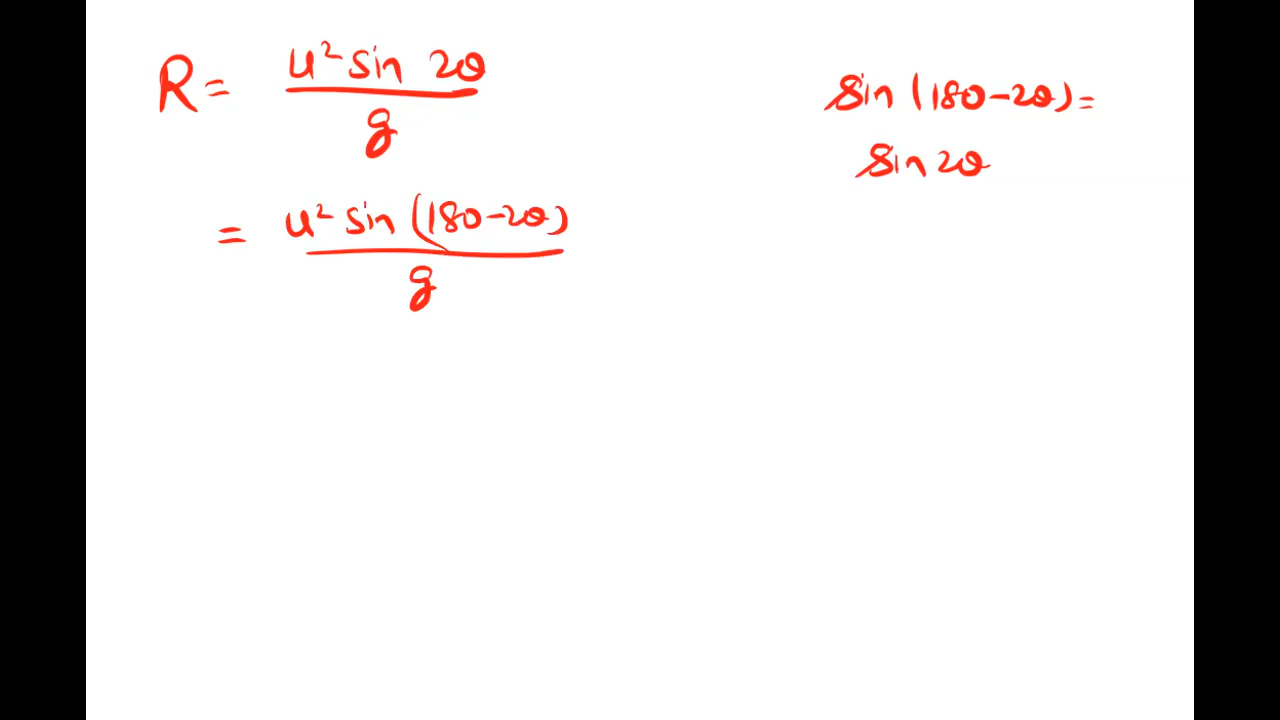 R = u² sin 2θ / g
= u² sin (180-2θ) / g
sin (180-2θ) =
sin 2θ